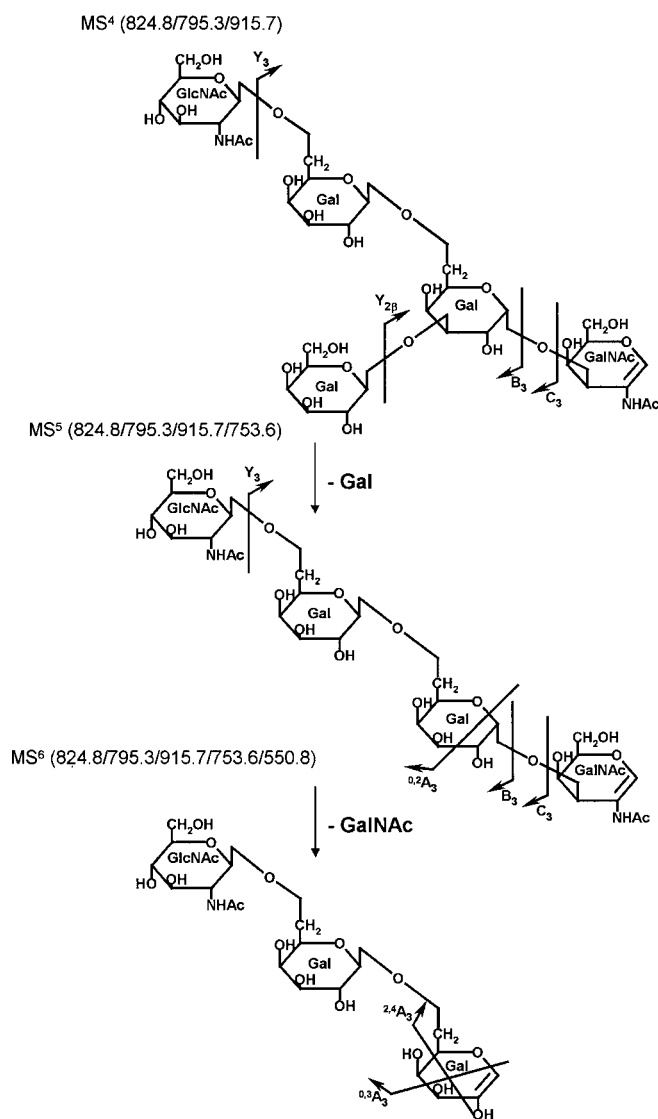 MS⁴ (824.8/795.3/915.7)
CH₂OH
Y₃
O
GlcNAc
OH
HO
NHAc
O
CH₂
OH
O
Gal
OH
OH
O
CH₂
Y₂β
OH
O
Gal
CH₂OH
CH₂OH
OH
O
O
OH
O
OH
O
GalNAc
Gal
OH
B₃
C₃
NHAc
OH
MS⁵ (824.8/795.3/915.7/753.6)
- Gal
CH₂OH
Y₃
O
GlcNAc
OH
HO
NHAc
O
CH₂
OH
O
Gal
OH
OH
O
CH₂
OH
O
Gal
OH
CH₂OH
MS⁶ (824.8/795.3/915.7/753.6/550.8)
OH
O
OH
O
GalNAc
⁰,²A₃
B₃
C₃
NHAc
- GalNAc
CH₂OH
O
GlcNAc
OH
HO
NHAc
O
CH₂
OH
O
Gal
OH
OH
O
²,⁴A₃
CH₂
HO
O
Gal
OH
⁰,³A₃
OH